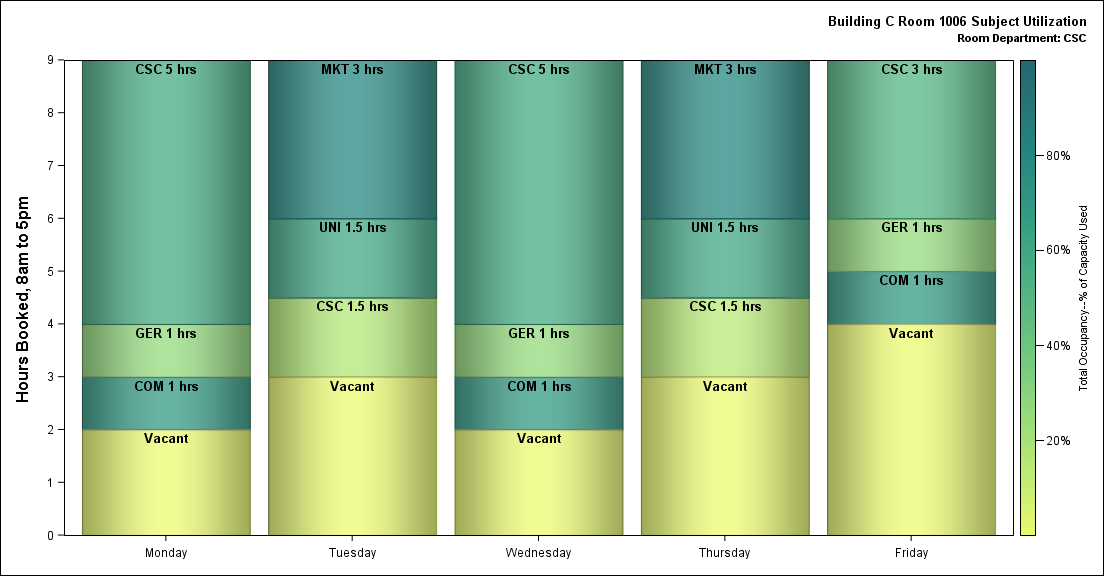 Building C Room 1006 Subject Utilization
Room Department: CSC
Hours Booked, 8am to 5pm
9
8
7
6
5
4
3
2
1
0
CSC 5 hrs
GER 1 hrs
COM 1 hrs
Vacant
MKT 3 hrs
UNI 1.5 hrs
CSC 1.5 hrs
Vacant
CSC 5 hrs
GER 1 hrs
COM 1 hrs
Vacant
MKT 3 hrs
UNI 1.5 hrs
CSC 1.5 hrs
Vacant
CSC 3 hrs
GER 1 hrs
COM 1 hrs
Vacant
Monday
Tuesday
Wednesday
Thursday
Friday
80%
60%
40%
20%
Total Occupancy--% of Capacity Used